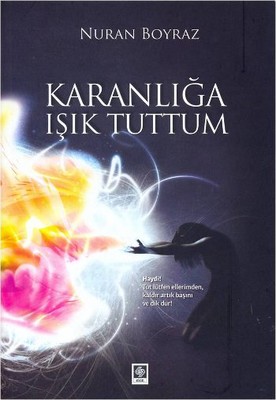 NURAN BOYRAZ
KARANLIĞA
IŞIK TUTTUM
Haydi!
Tut lütfen ellerimden,
kaldır artık başını
ve dik dur!